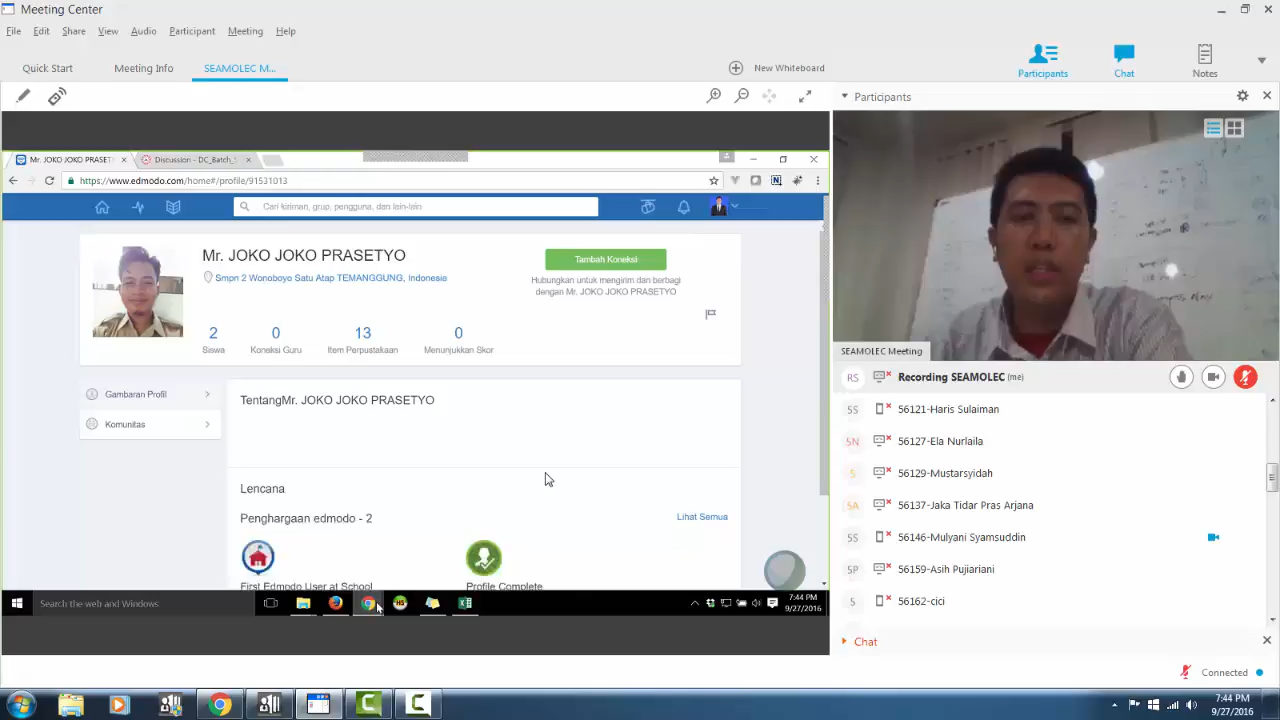 Meeting Center
File Edit Share View Audio Participant Meeting Help
Quick Start Meeting Info SEAMOLEC M... New Whiteboard
Participants Chat Notes
Participants
Mr. JOKO JOKO PRASET
Discussion - DC_Batch_
https://www.edmodo.com/home#/profile/91531013
Cari kiriman, grup, pengguna, dan lain-lain
Mr. JOKO JOKO PRASETYO
Smpn 2 Wonoboyo Satu Atap TEMANGGUNG, Indonesia
Tambah Koneksi
Hubungkan untuk mengirim dan berbagi
dengan Mr. JOKO JOKO PRASETYO
2 0 13 0
Siswa Koneksi Guru Item Perpustakaan Menunjukkan Skor
Gambaran Profil
Komunitas
TentangMr. JOKO JOKO PRASETYO
Lencana
Penghargaan edmodo - 2
Lihat Semua
First Edmodo User at School
Profile Complete
Search the web and Windows
7:44 PM
9/27/2016
SEAMOLEC Meeting
RS Recording SEAMOLEC (me)
5S 56121-Haris Sulaiman
5N 56127-Ela Nurlaila
5 56129-Mustarsyidah
5A 56137-Jaka Tidar Pras Arjana
5S 56146-Mulyani Syamsuddin
5P 56159-Asih Pujiariani
5 56162-cici
Chat
Connected
7:44 PM
9/27/2016